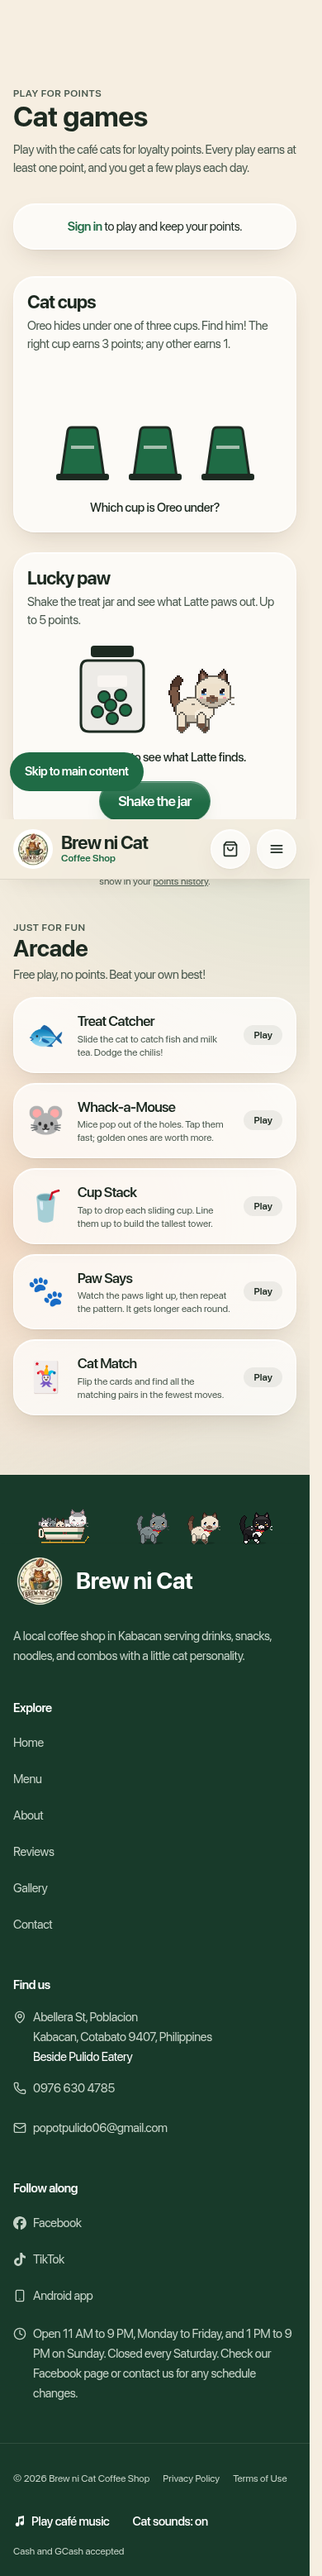 PLAY FOR POINTS
Cat games
Play with the café cats for loyalty points. Every play earns at
least one point, and you get a few plays each day.
Sign in to play and keep your points.
Cat cups
Oreo hides under one of three cups. Find him! The
right cup earns 3 points; any other earns 1.
Which cup is Oreo under?
Lucky paw
Shake the treat jar and see what Latte paws out. Up
to 5 points.
to see what Latte finds.
Skip to main content
Shake the jar
Brew ni Cat
Coffee Shop
show in your points history.
JUST FOR FUN
Arcade
Free play, no points. Beat your own best!
Treat Catcher
Slide the cat to catch fish and milk
tea. Dodge the chilis!
Play
Whack-a-Mouse
Mice pop out of the holes. Tap them
fast; golden ones are worth more.
Play
Cup Stack
Tap to drop each sliding cup. Line
them up to build the tallest tower.
Play
Paw Says
Watch the paws light up, then repeat
the pattern. It gets longer each round.
Play
Cat Match
Flip the cards and find all the
matching pairs in the fewest moves.
Play
Brew ni Cat
A local coffee shop in Kabacan serving drinks, snacks,
noodles, and combos with a little cat personality.
Explore
Home
Menu
About
Reviews
Gallery
Contact
Find us
Abellera St, Poblacion
Kabacan, Cotabato 9407, Philippines
Beside Pulido Eatery
0976 630 4785
popotpulido06@gmail.com
Follow along
Facebook
TikTok
Android app
Open 11 AM to 9 PM, Monday to Friday, and 1 PM to 9
PM on Sunday. Closed every Saturday. Check our
Facebook page or contact us for any schedule
changes.
© 2026 Brew ni Cat Coffee Shop Privacy Policy Terms of Use
Play café music Cat sounds: on
Cash and GCash accepted